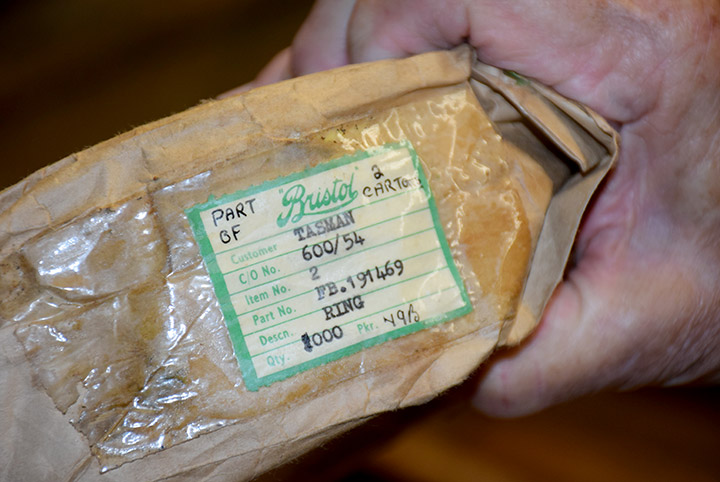 PART OF
"Bristol"
2 CARTONS
Customer TASMAN
C/O No. 600/54
Item No. 2
Part No. FB.191469
Descn. RING
Qty. 1000 Pkr.